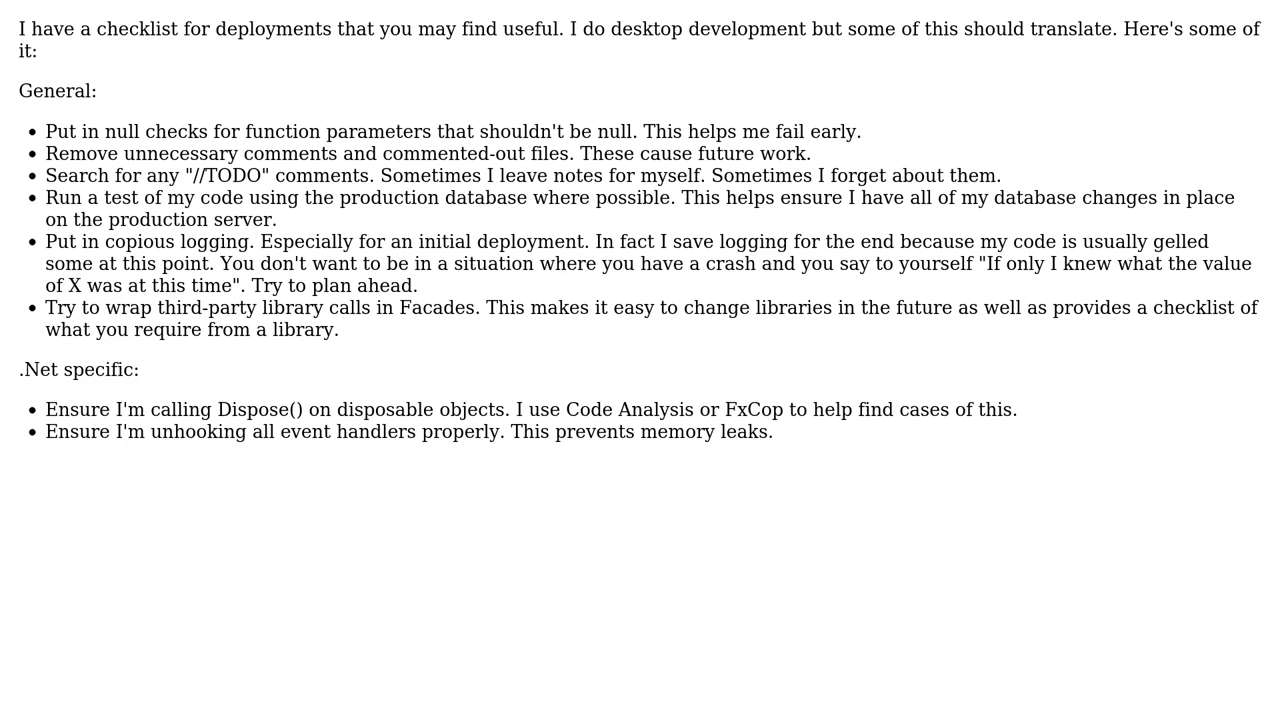 I have a checklist for deployments that you may find useful. I do desktop development but some of this should translate. Here's some of
it:
General:
• Put in null checks for function parameters that shouldn't be null. This helps me fail early.
• Remove unnecessary comments and commented-out files. These cause future work.
• Search for any "//TODO" comments. Sometimes I leave notes for myself. Sometimes I forget about them.
• Run a test of my code using the production database where possible. This helps ensure I have all of my database changes in place
on the production server.
• Put in copious logging. Especially for an initial deployment. In fact I save logging for the end because my code is usually gelled
some at this point. You don't want to be in a situation where you have a crash and you say to yourself "If only I knew what the value
of X was at this time". Try to plan ahead.
• Try to wrap third-party library calls in Facades. This makes it easy to change libraries in the future as well as provides a checklist of
what you require from a library.
.Net specific:
• Ensure I'm calling Dispose() on disposable objects. I use Code Analysis or FxCop to help find cases of this.
• Ensure I'm unhooking all event handlers properly. This prevents memory leaks.